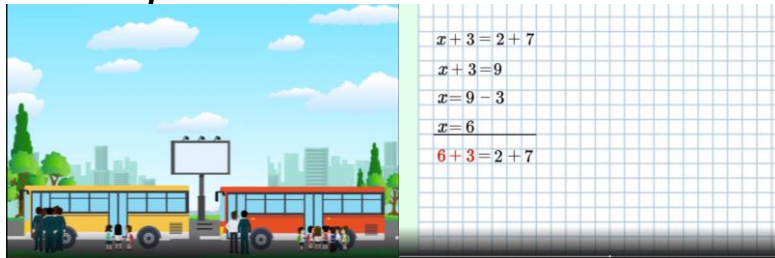 x + 3 = 2 + 7
x + 3 = 9
x = 9 - 3
x = 6
6 + 3 = 2 + 7